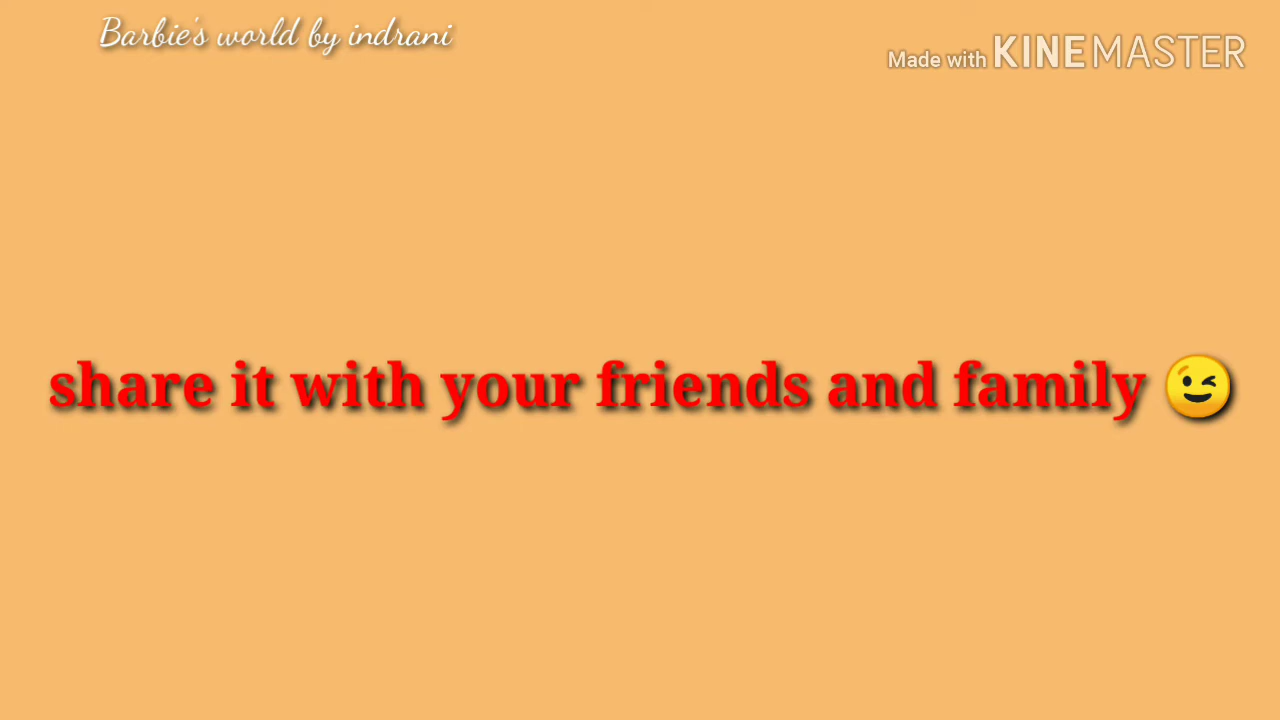 Barbie's world by indrani
Made with KINEMASTER
share it with your friends and family 😉